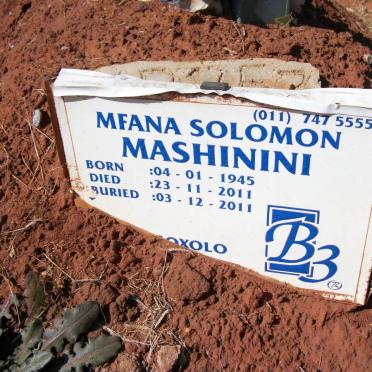 (011) 747 5555
MFANA SOLOMON
MASHININI
BORN :04 - 01 - 1945
DIED :23 - 11 - 2011
BURIED :03 - 12 - 2011
B3